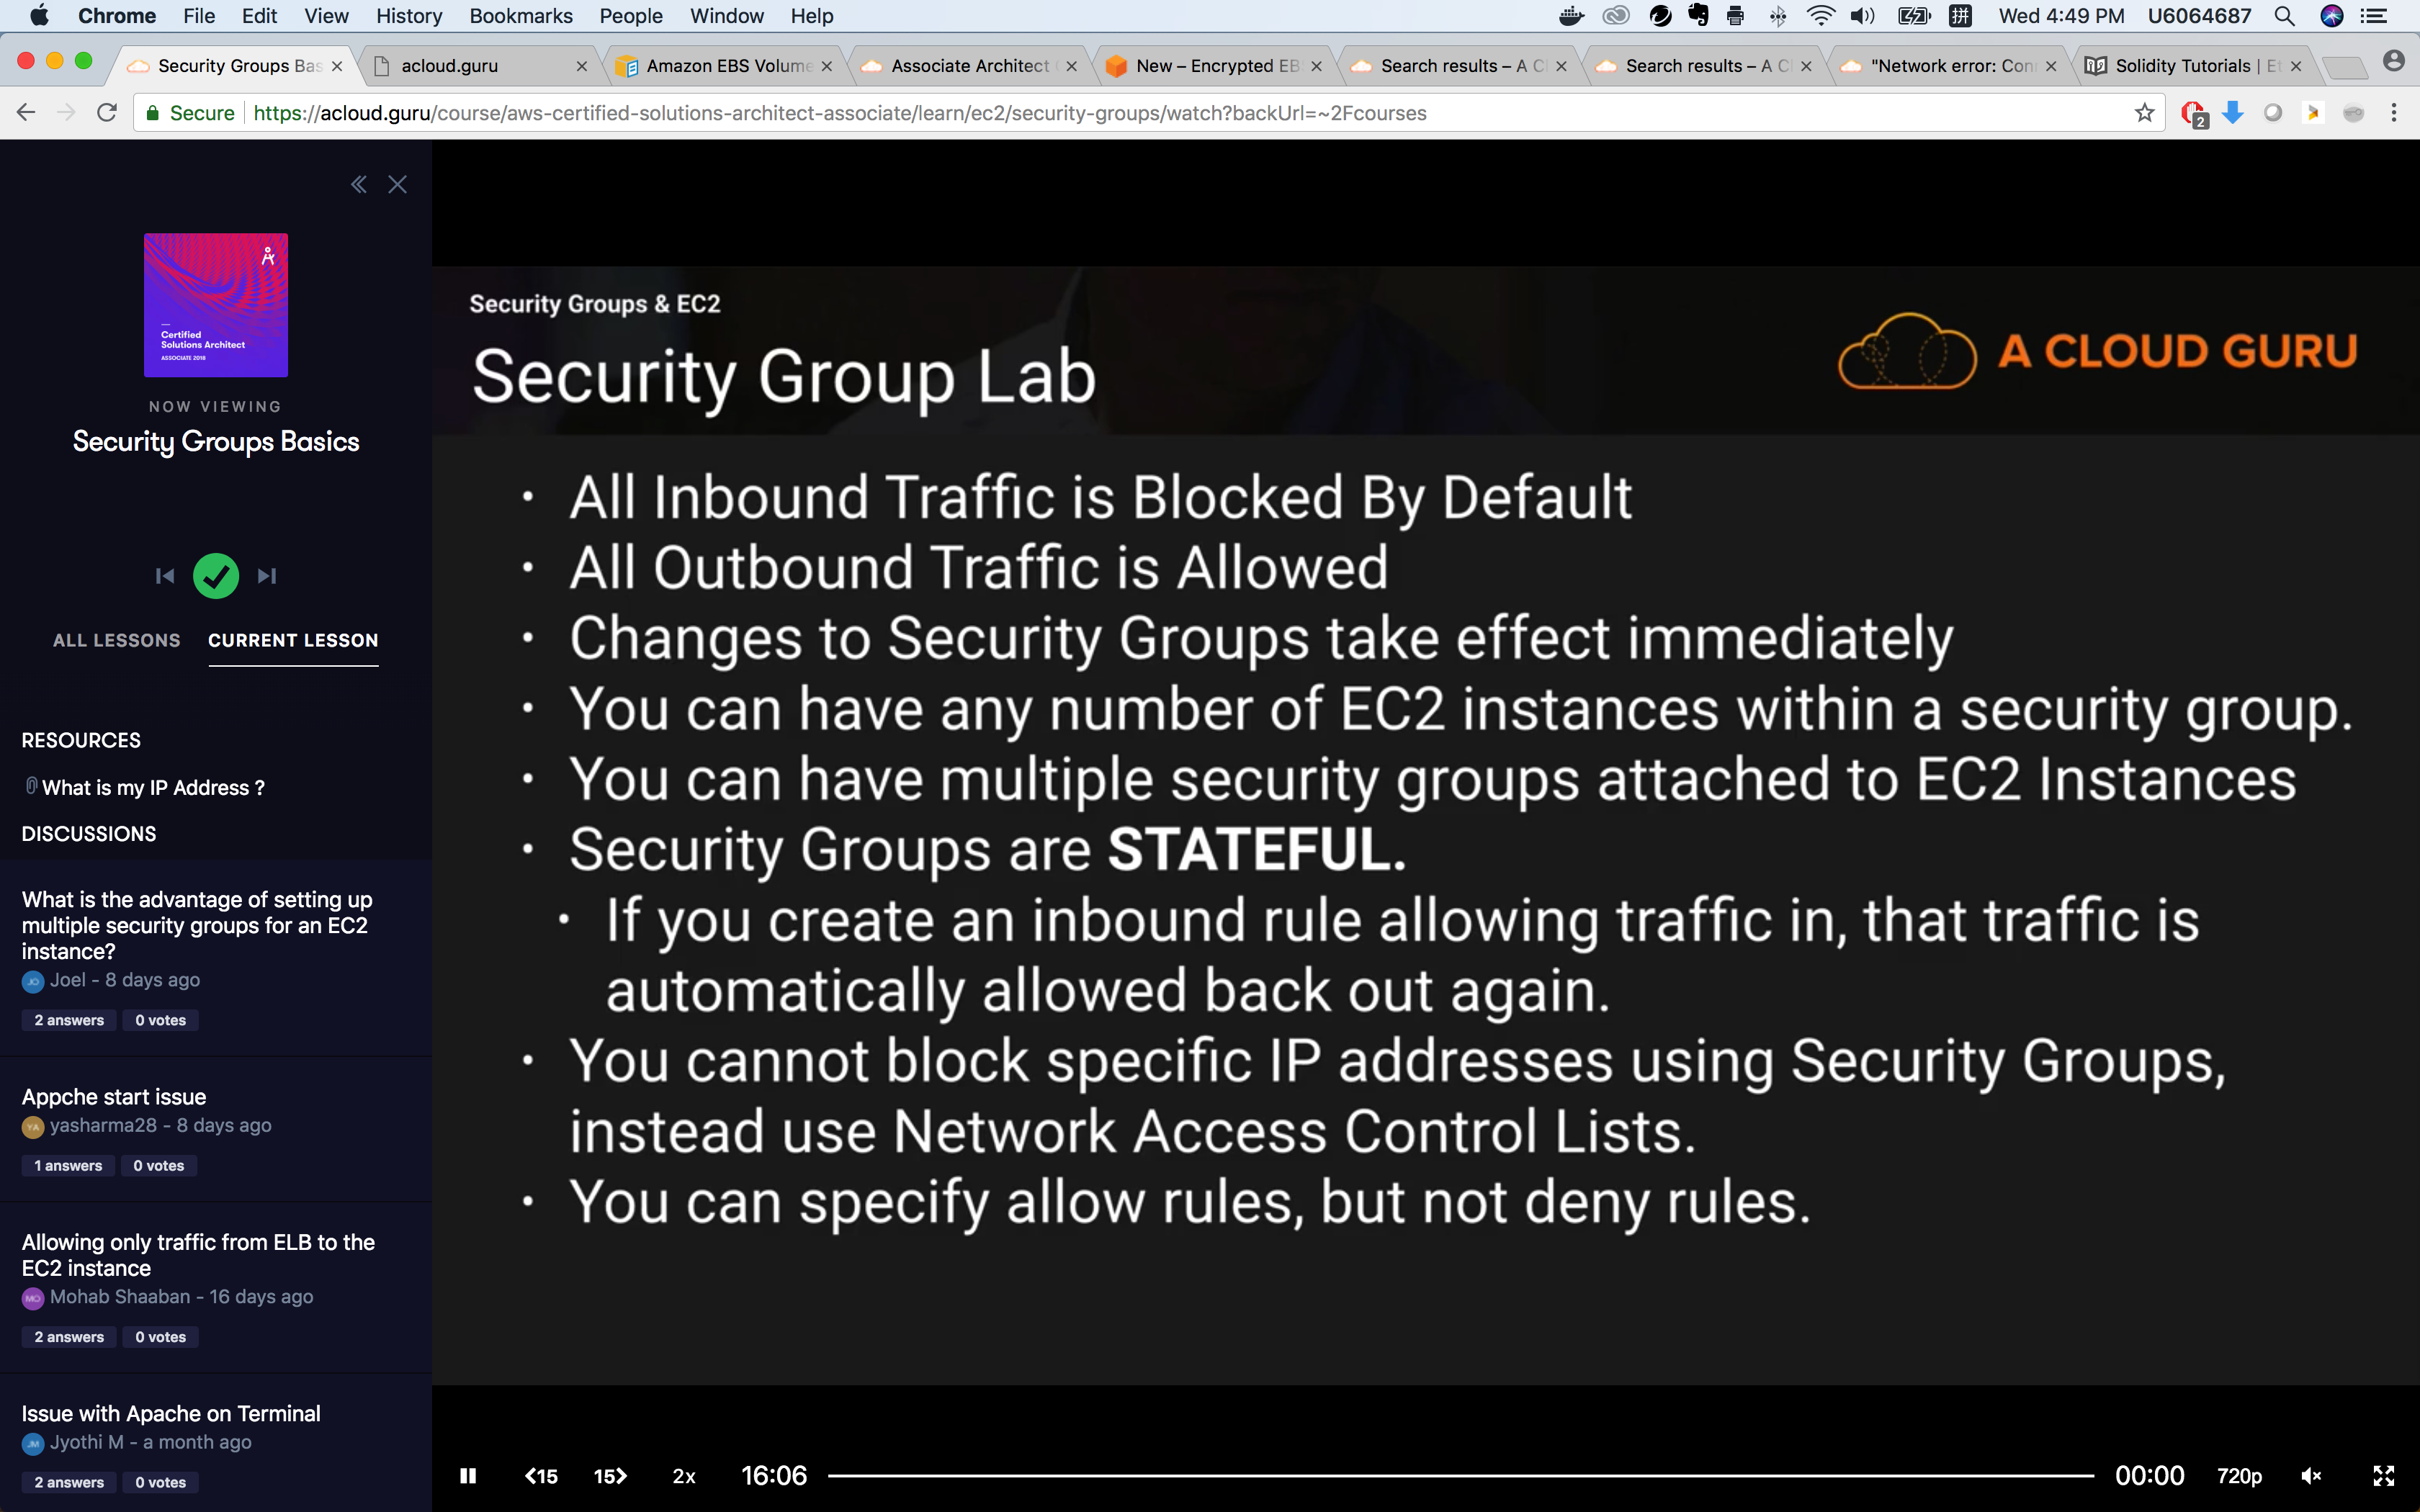 Chrome File Edit View History Bookmarks People Window Help Wed 4:49 PM U6064687
Security Groups Bas acloud.guru Amazon EBS Volume Associate Architect New – Encrypted EB Search results – A Cl Search results – A Cl "Network error: Con Solidity Tutorials | Et
Secure https://acloud.guru/course/aws-certified-solutions-architect-associate/learn/ec2/security-groups/watch?backUrl=~2Fcourses 2
Certified
Solutions Architect
ASSOCIATE 2018
NOW VIEWING
Security Groups Basics
ALL LESSONS CURRENT LESSON
RESOURCES
What is my IP Address ?
DISCUSSIONS
What is the advantage of setting up
multiple security groups for an EC2
instance?
JO Joel - 8 days ago
2 answers 0 votes
Appche start issue
YA yasharma28 - 8 days ago
1 answers 0 votes
Allowing only traffic from ELB to the
EC2 instance
MO Mohab Shaaban - 16 days ago
2 answers 0 votes
Issue with Apache on Terminal
JM Jyothi M - a month ago
2 answers 0 votes
Security Groups & EC2
Security Group Lab
A CLOUD GURU
· All Inbound Traffic is Blocked By Default
· All Outbound Traffic is Allowed
· Changes to Security Groups take effect immediately
· You can have any number of EC2 instances within a security group.
· You can have multiple security groups attached to EC2 Instances
· Security Groups are STATEFUL.
· If you create an inbound rule allowing traffic in, that traffic is
automatically allowed back out again.
· You cannot block specific IP addresses using Security Groups,
instead use Network Access Control Lists.
· You can specify allow rules, but not deny rules.
15 15 2x 16:06 00:00 720p